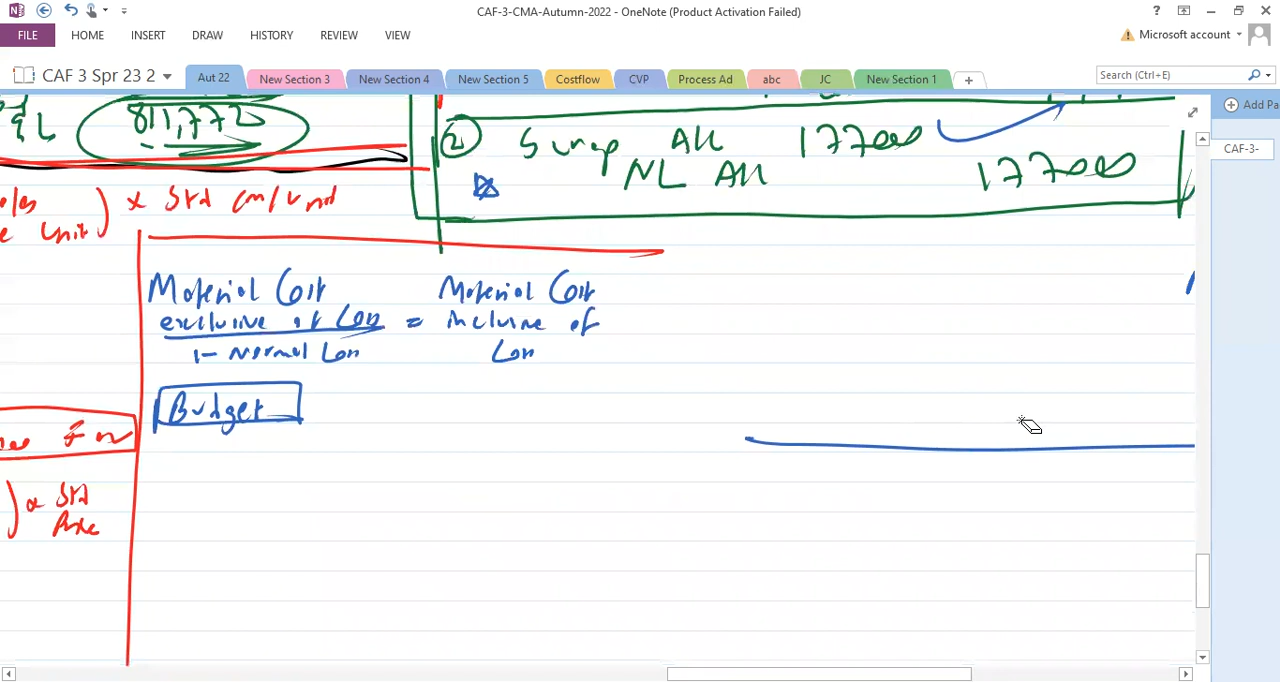 CAF-3-CMA-Autumn-2022 - OneNote (Product Activation Failed)
?
FILE HOME INSERT DRAW HISTORY REVIEW VIEW
Microsoft account
CAF 3 Spr 23 2
Aut 22 New Section 3 New Section 4 New Section 5 Costflow CVP Process Ad abc JC New Section 1 +
Search (Ctrl+E)
Add Pa
CAF-3-
811,772
② Scrap A/c 177000
NL A/c 177000
) × Std cm/unit
Unit
Material Cost
exclusive of Loss = Material Cost inclusive of Loss
1- Normal Loss
Budget
) × Std
Price